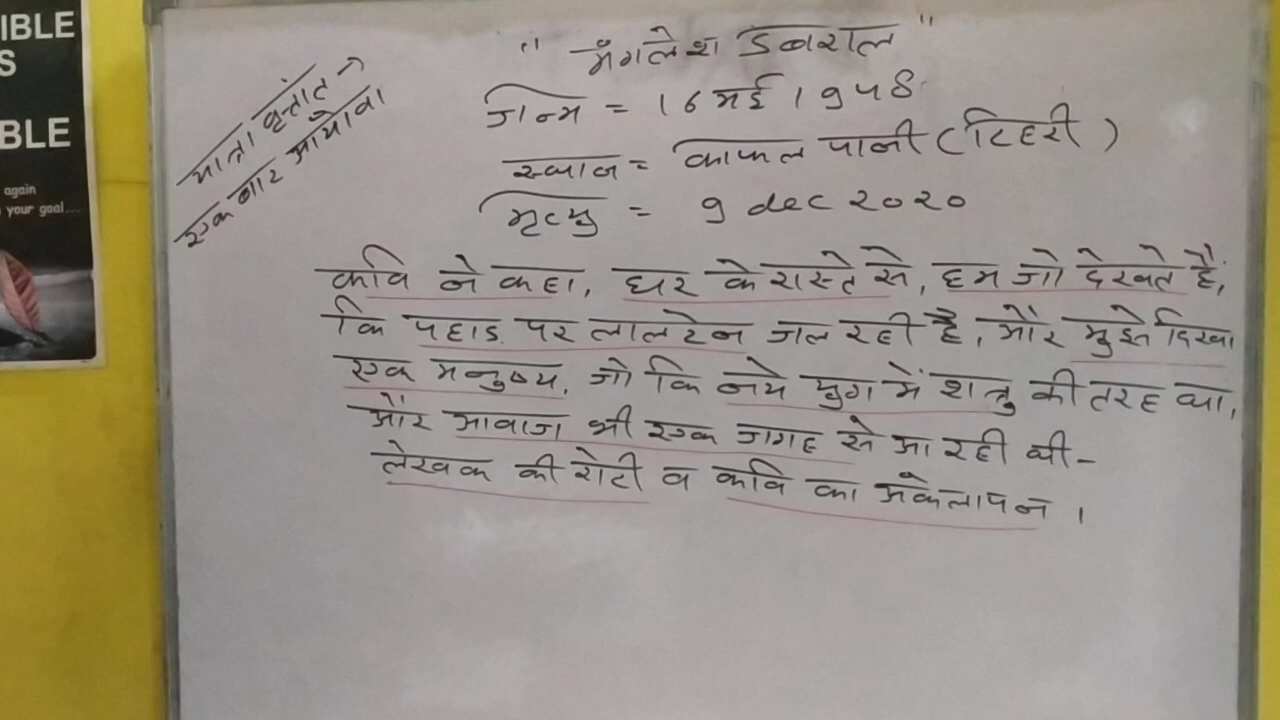 IBLE
S
BLE
again
your goal....
यात्रा वृत्तांत →
एक बार आयोवा
" मंगलेश डबराल "
जन्म = 16 मई 1948
स्थान = काफल पानी (टिहरी)
मृत्यु = 9 dec 2020
कवि ने कहा, घर के रास्ते से, हम जो देखते है,
कि पहाड पर लालटेन जल रही है, और मुझे दिखा
एक मनुष्य, जो कि नये युग में शत्रु की तरह था,
और आवाज भी एक जगह से आ रही थी-
लेखक की रोटी व कवि का अकेलापन ।